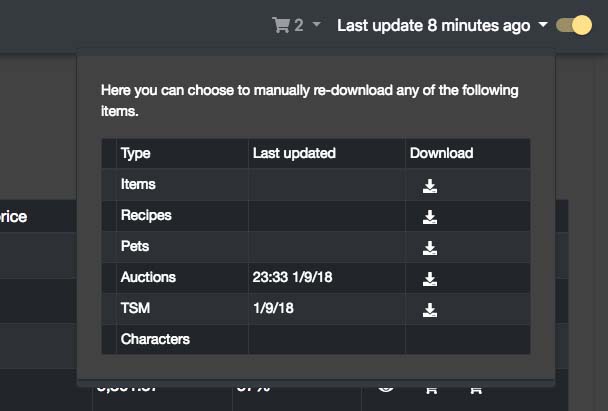 2 Last update 8 minutes ago
Here you can choose to manually re-download any of the following
items.
Type Last updated Download
Items
Recipes
rice
Pets
Auctions 23:33 1/9/18
TSM 1/9/18
Characters